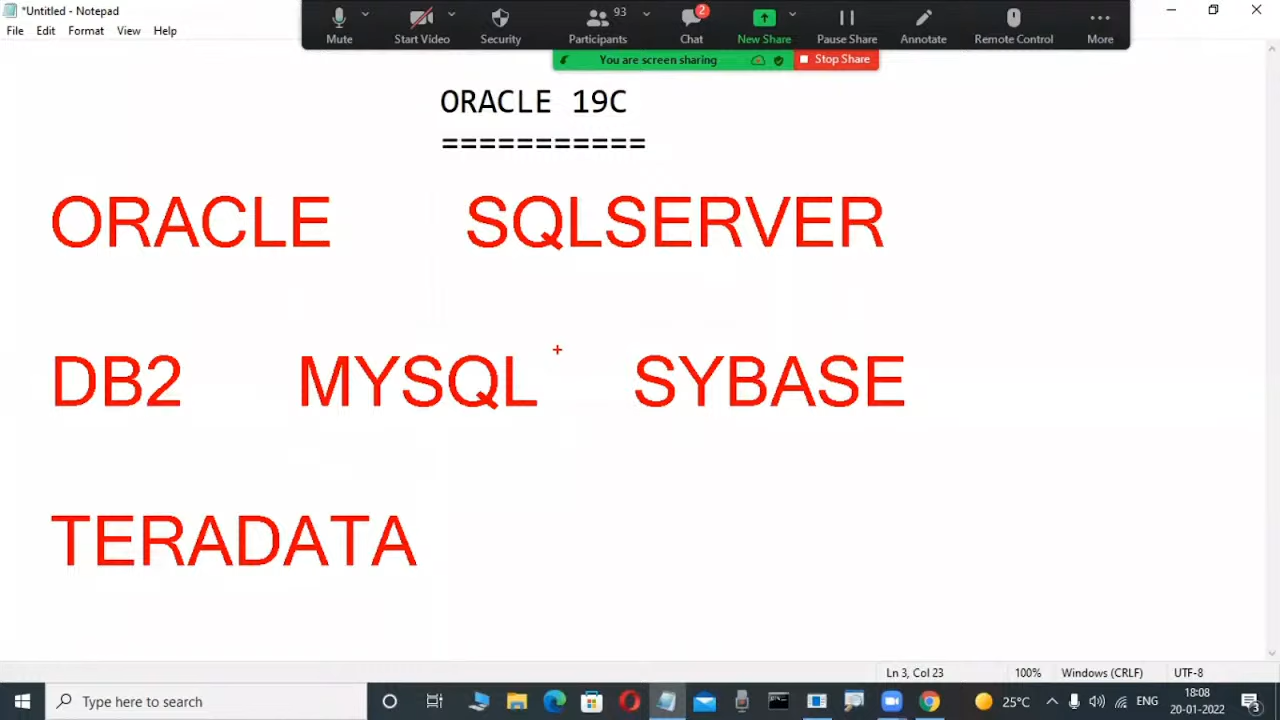 *Untitled - Notepad
File Edit Format View Help
Mute Start Video Security Participants 93 Chat 2 New Share Pause Share Annotate Remote Control More
You are screen sharing Stop Share
ORACLE 19C
===========
ORACLE SQLSERVER
DB2 MYSQL SYBASE
TERADATA
Ln 3, Col 23 100% Windows (CRLF) UTF-8
Type here to search 25°C ENG 18:08
20-01-2022 3